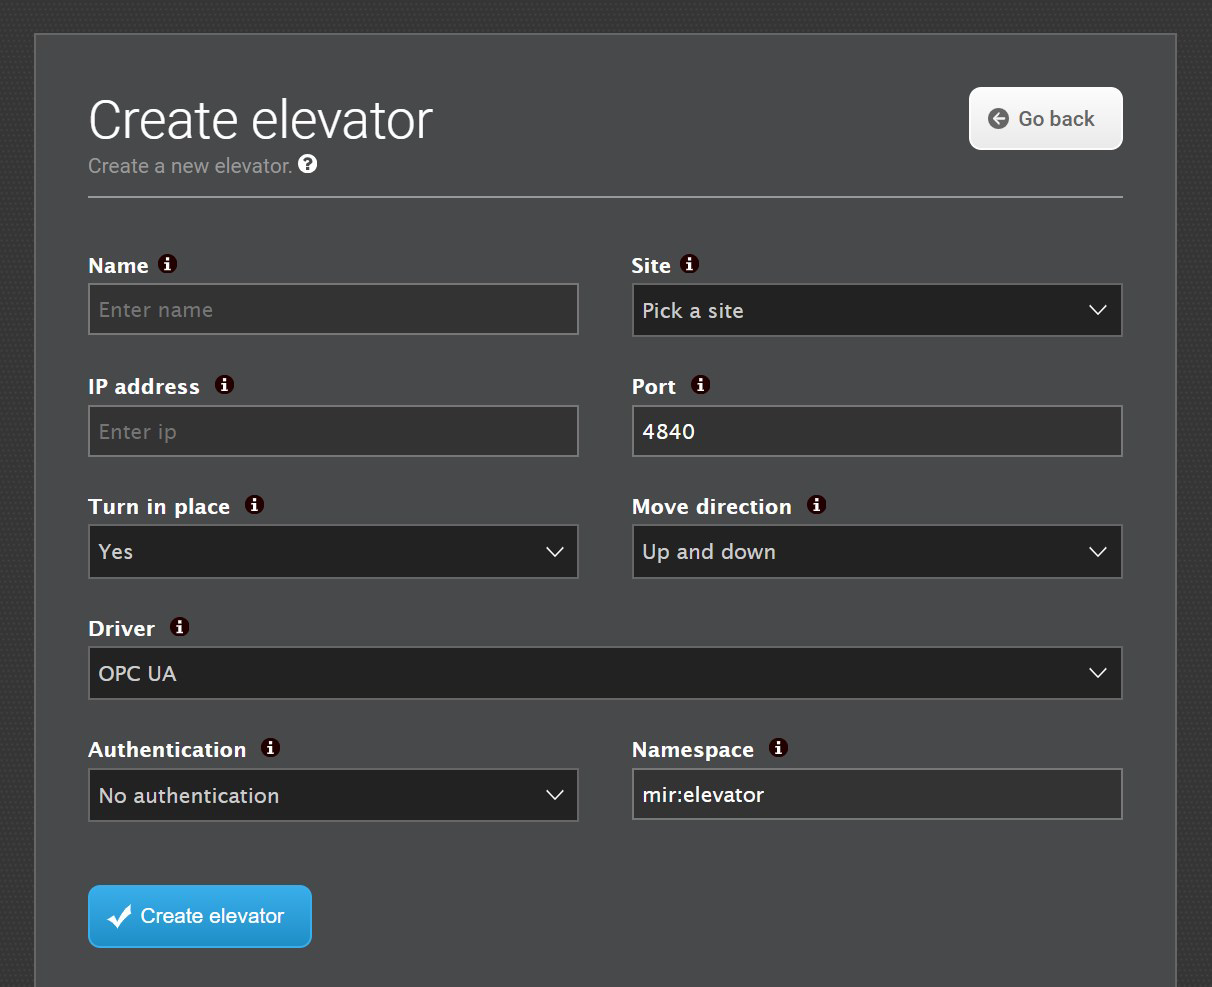 Create elevator
Go back
Create a new elevator.
Name
Site
Enter name
Pick a site
IP address
Port
Enter ip
4840
Turn in place
Move direction
Yes
Up and down
Driver
OPC UA
Authentication
Namespace
No authentication
mir:elevator
Create elevator